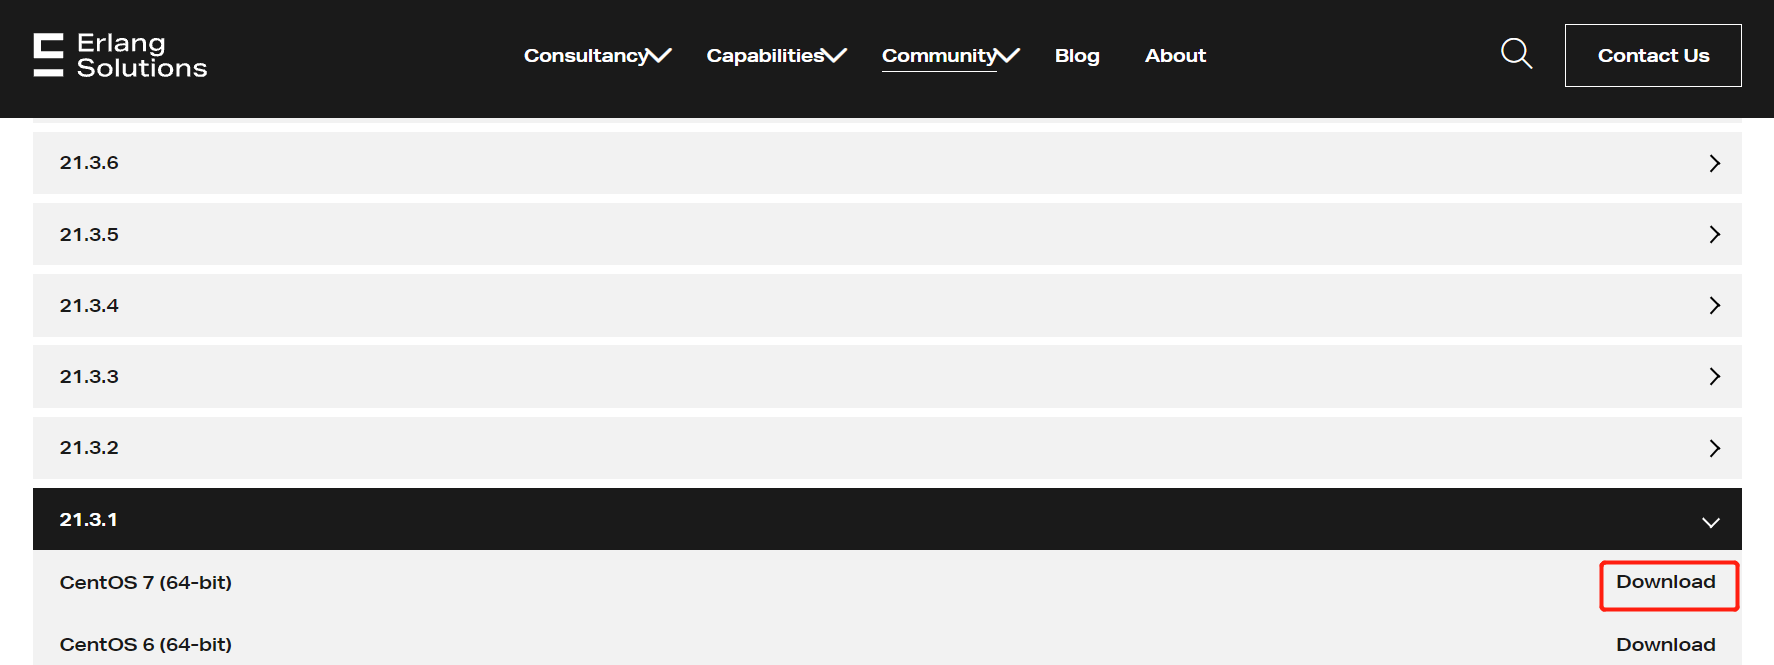 Erlang
Solutions
Consultancy
Capabilities
Community
Blog
About
Contact Us
21.3.6
21.3.5
21.3.4
21.3.3
21.3.2
21.3.1
CentOS 7 (64-bit) Download
CentOS 6 (64-bit) Download